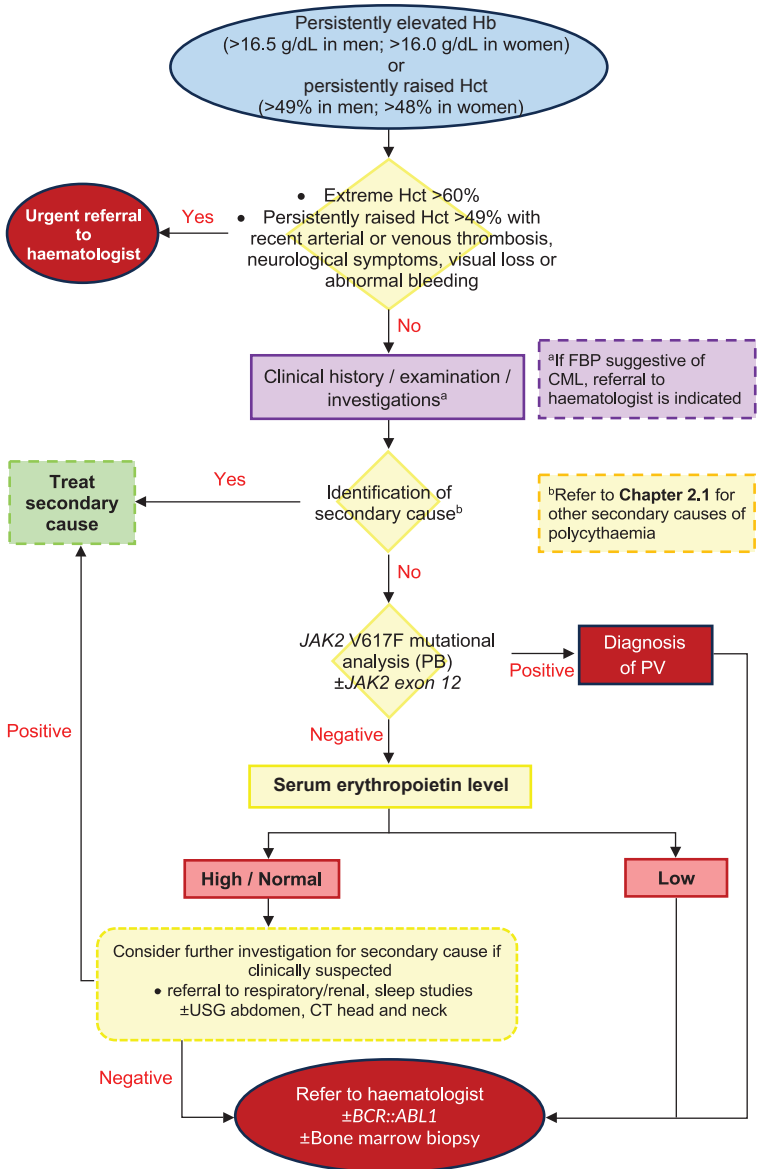 Persistently elevated Hb
(>16.5 g/dL in men; >16.0 g/dL in women)
or
persistently raised Hct
(>49% in men; >48% in women)
• Extreme Hct >60%
• Persistently raised Hct >49% with
recent arterial or venous thrombosis,
neurological symptoms, visual loss or
abnormal bleeding
Yes
Urgent referral
to
haematologist
No
Clinical history / examination /
investigationsᵃ
ᵃIf FBP suggestive of
CML, referral to
haematologist is indicated
Identification of
secondary causeᵇ
Yes
Treat
secondary
cause
ᵇRefer to Chapter 2.1 for
other secondary causes of
polycythaemia
No
JAK2 V617F mutational
analysis (PB)
±JAK2 exon 12
Positive
Diagnosis
of PV
Negative
Positive
Serum erythropoietin level
High / Normal
Low
Consider further investigation for secondary cause if
clinically suspected
• referral to respiratory/renal, sleep studies
±USG abdomen, CT head and neck
Negative
Refer to haematologist
±BCR::ABL1
±Bone marrow biopsy